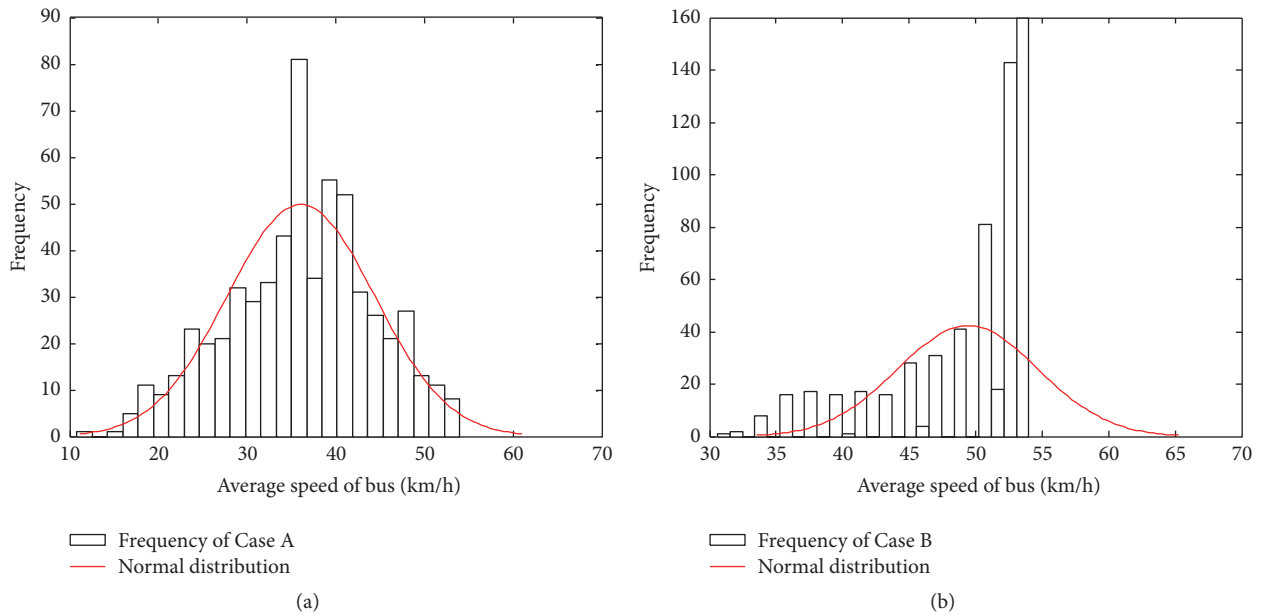 90
80
70
60
50
40
30
20
10
0
Frequency
10 20 30 40 50 60 70
Average speed of bus (km/h)
Frequency of Case A
Normal distribution
(a)
160
140
120
100
80
60
40
20
0
Frequency
30 35 40 45 50 55 60 65 70
Average speed of bus (km/h)
Frequency of Case B
Normal distribution
(b)